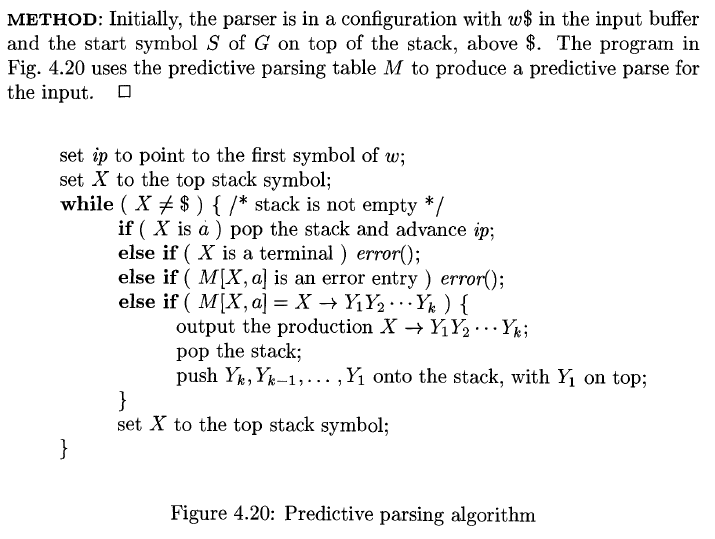 METHOD: Initially, the parser is in a configuration with w$ in the input buffer
and the start symbol S of G on top of the stack, above $. The program in
Fig. 4.20 uses the predictive parsing table M to produce a predictive parse for
the input. □
set ip to point to the first symbol of w;
set X to the top stack symbol;
while ( X ≠ $ ) { /* stack is not empty */
if ( X is a ) pop the stack and advance ip;
else if ( X is a terminal ) error();
else if ( M[X, a] is an error entry ) error();
else if ( M[X, a] = X → Y₁Y₂ ⋯ Yₖ ) {
output the production X → Y₁Y₂ ⋯ Yₖ;
pop the stack;
push Yₖ, Yₖ₋₁, . . . , Y₁ onto the stack, with Y₁ on top;
}
set X to the top stack symbol;
}
Figure 4.20: Predictive parsing algorithm